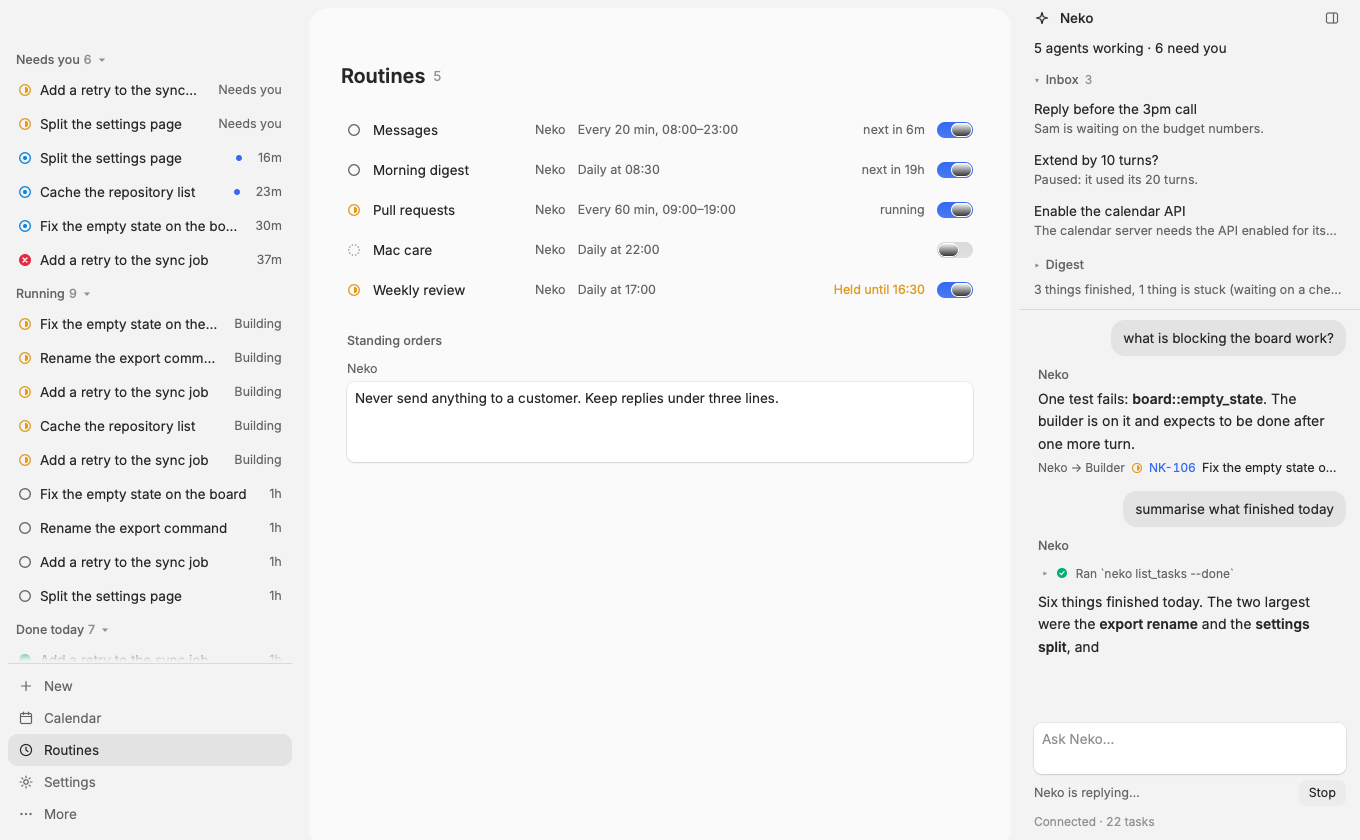 Needs you 6
Add a retry to the sync... Needs you
Split the settings page Needs you
Split the settings page 16m
Cache the repository list 23m
Fix the empty state on the bo... 30m
Add a retry to the sync job 37m
Running 9
Fix the empty state on the... Building
Rename the export comm... Building
Add a retry to the sync job Building
Cache the repository list Building
Add a retry to the sync job Building
Fix the empty state on the board 1h
Rename the export command 1h
Add a retry to the sync job 1h
Split the settings page 1h
Done today 7
Add a retry to the sync job 1h
New
Calendar
Routines
Settings
More
Routines 5
Messages Neko Every 20 min, 08:00–23:00 next in 6m
Morning digest Neko Daily at 08:30 next in 19h
Pull requests Neko Every 60 min, 09:00–19:00 running
Mac care Neko Daily at 22:00
Weekly review Neko Daily at 17:00 Held until 16:30
Standing orders
Neko
Never send anything to a customer. Keep replies under three lines.
Neko
5 agents working · 6 need you
Inbox 3
Reply before the 3pm call
Sam is waiting on the budget numbers.
Extend by 10 turns?
Paused: it used its 20 turns.
Enable the calendar API
The calendar server needs the API enabled for its...
Digest
3 things finished, 1 thing is stuck (waiting on a che...
what is blocking the board work?
Neko
One test fails: board::empty_state. The
builder is on it and expects to be done after
one more turn.
Neko → Builder NK-106 Fix the empty state o...
summarise what finished today
Neko
Ran `neko list_tasks --done`
Six things finished today. The two largest
were the export rename and the settings
split, and
Ask Neko...
Neko is replying... Stop
Connected · 22 tasks